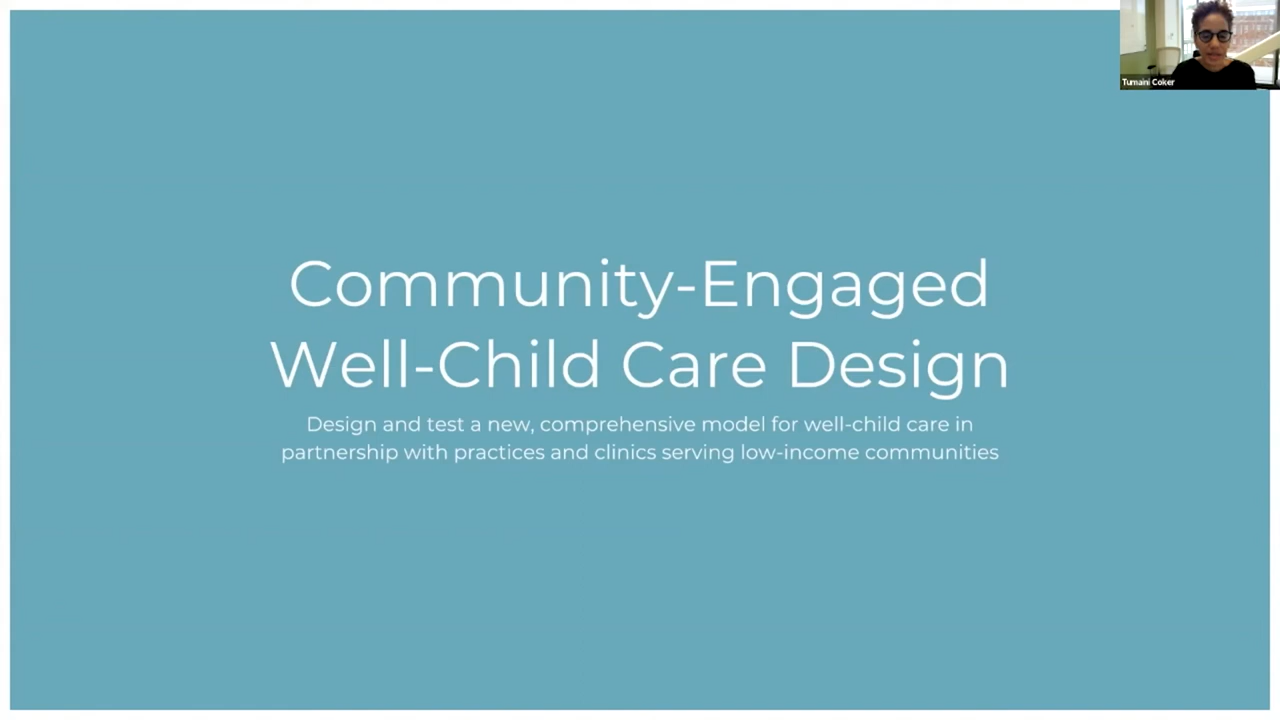 Tumaini Coker
Community-Engaged
Well-Child Care Design
Design and test a new, comprehensive model for well-child care in
partnership with practices and clinics serving low-income communities